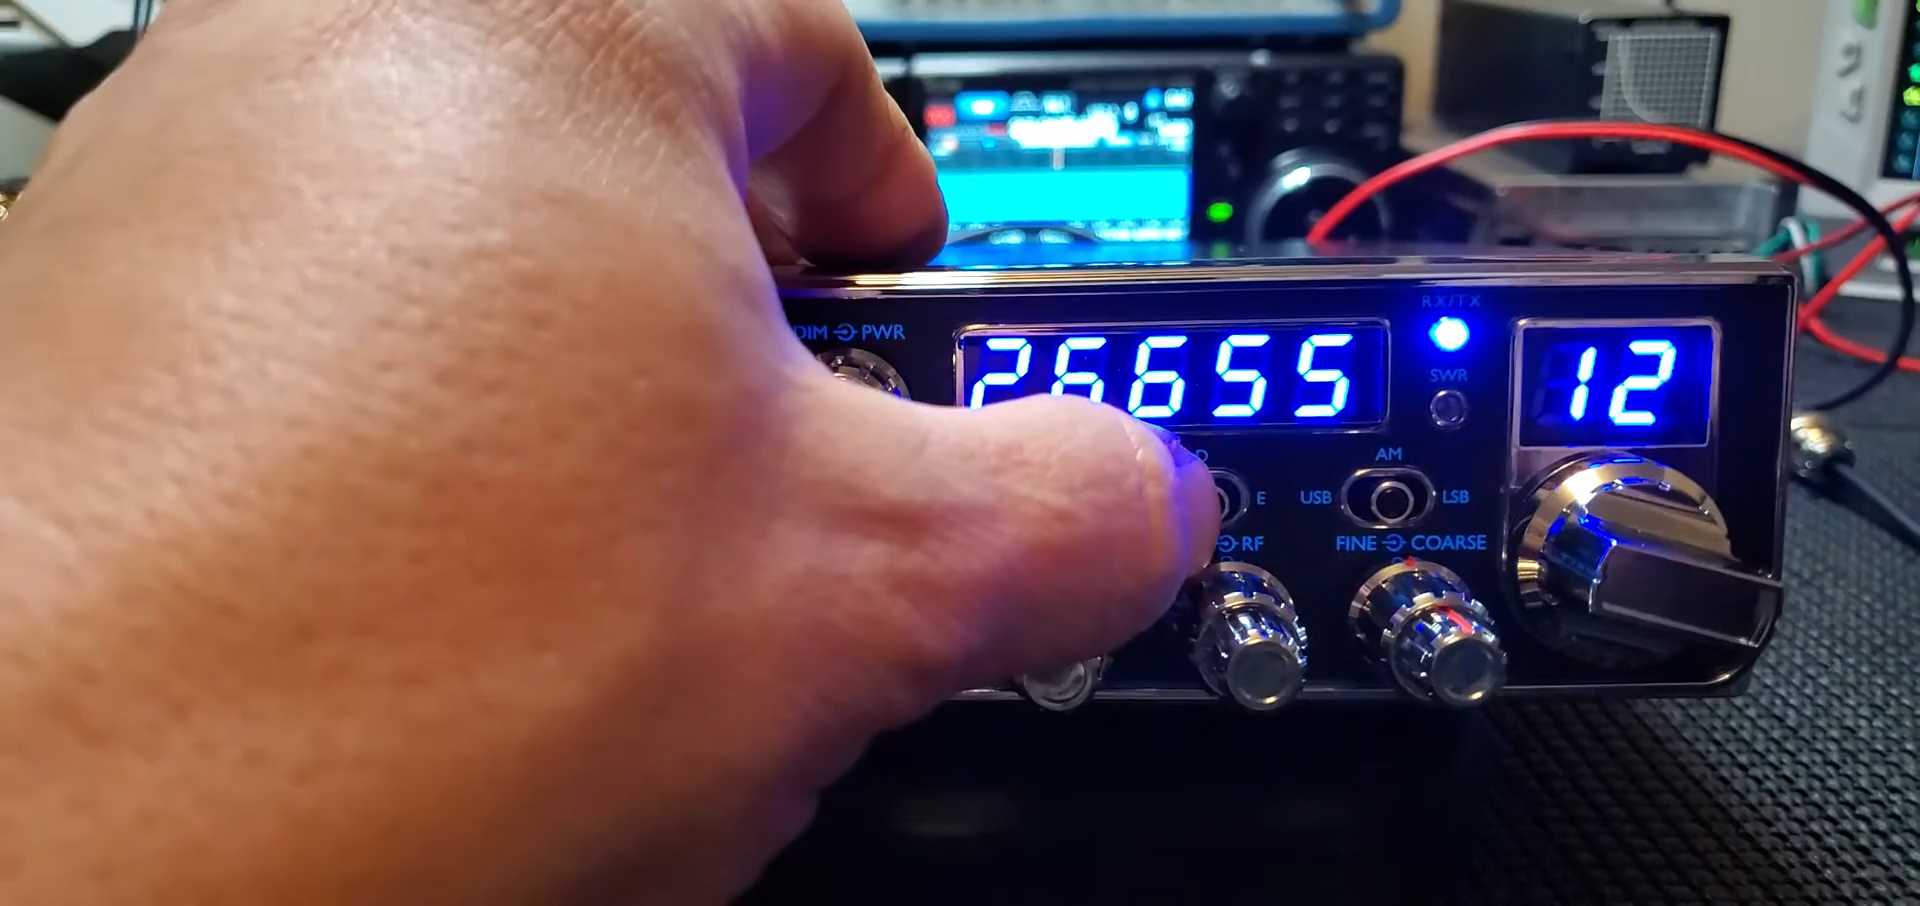 RX/TX
DIM PWR
26655
12
SWR
D
AM
E
USB
LSB
RF
FINE COARSE